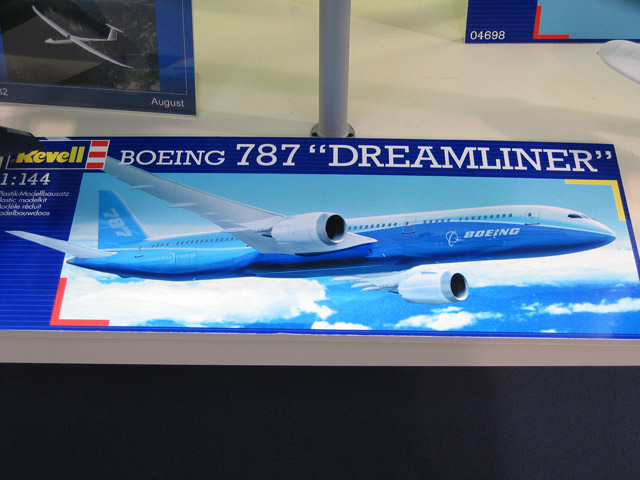 04698
August
Revell
BOEING 787 "DREAMLINER"
1:144
Plastik-Modellbausatz
plastic modelkit
Modèle réduit
modelbouwdoos
787
BOEING